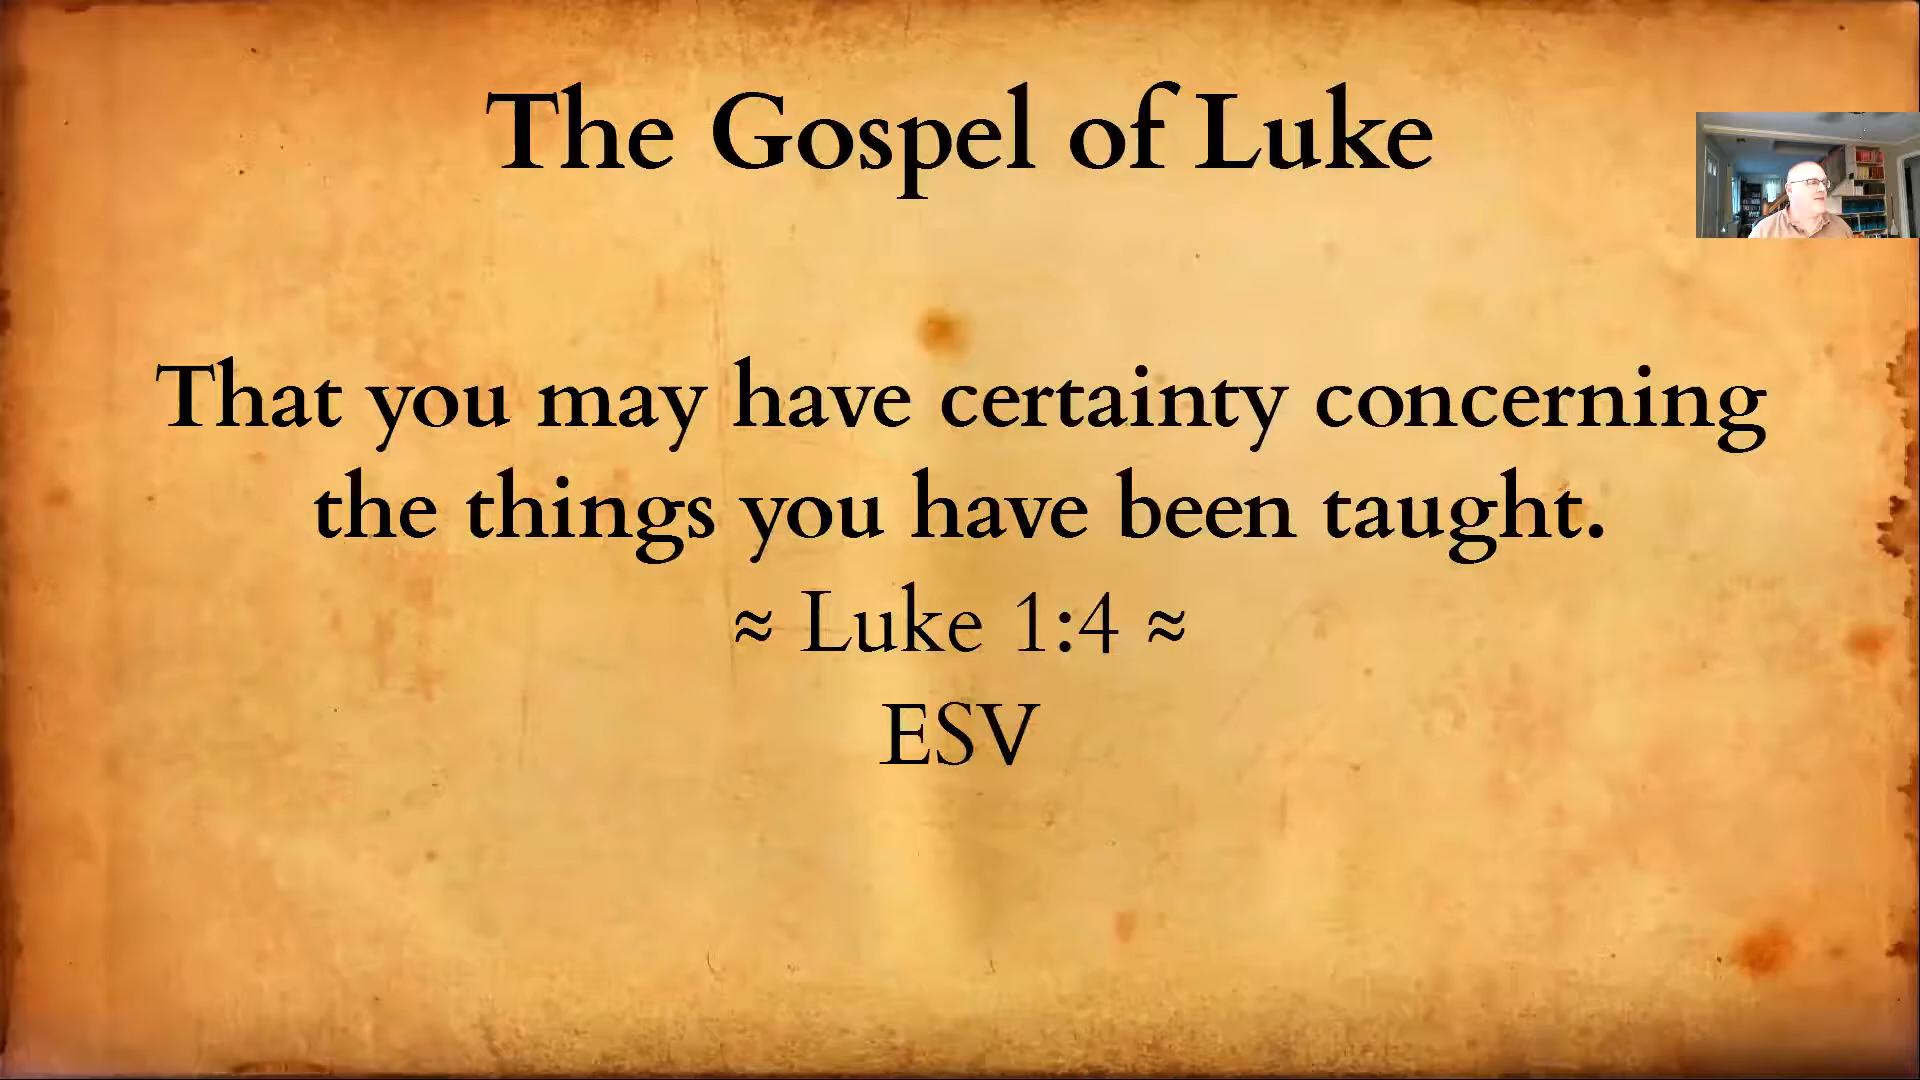 The Gospel of Luke
That you may have certainty concerning
the things you have been taught.
≈ Luke 1:4 ≈
ESV